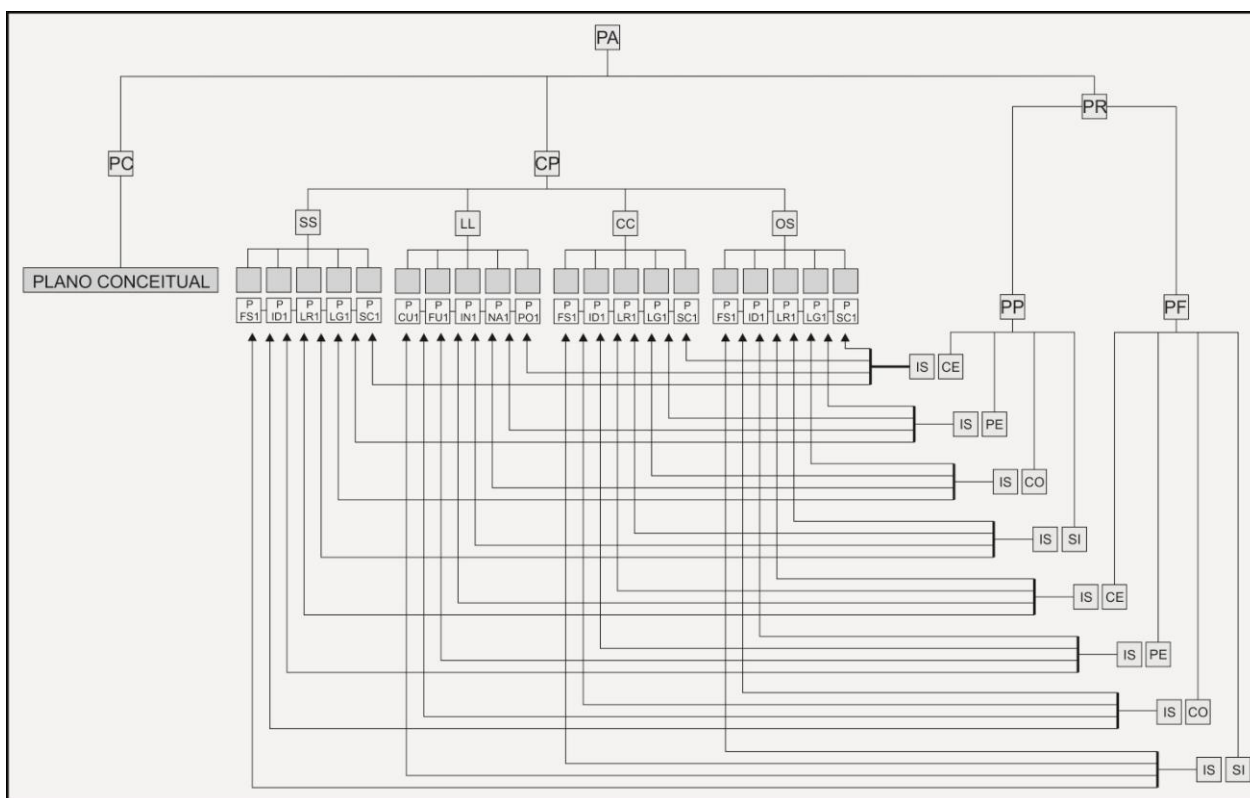 PA
PR
PC
CP
SS
LL
CC
OS
PLANO CONCEITUAL
P FS1
P ID1
P LR1
P LG1
P SC1
P CU1
P FU1
P IN1
P NA1
P PO1
P FS1
P ID1
P LR1
P LG1
P SC1
P FS1
P ID1
P LR1
P LG1
P SC1
PP
PF
IS CE
IS PE
IS CO
IS SI
IS CE
IS PE
IS CO
IS SI